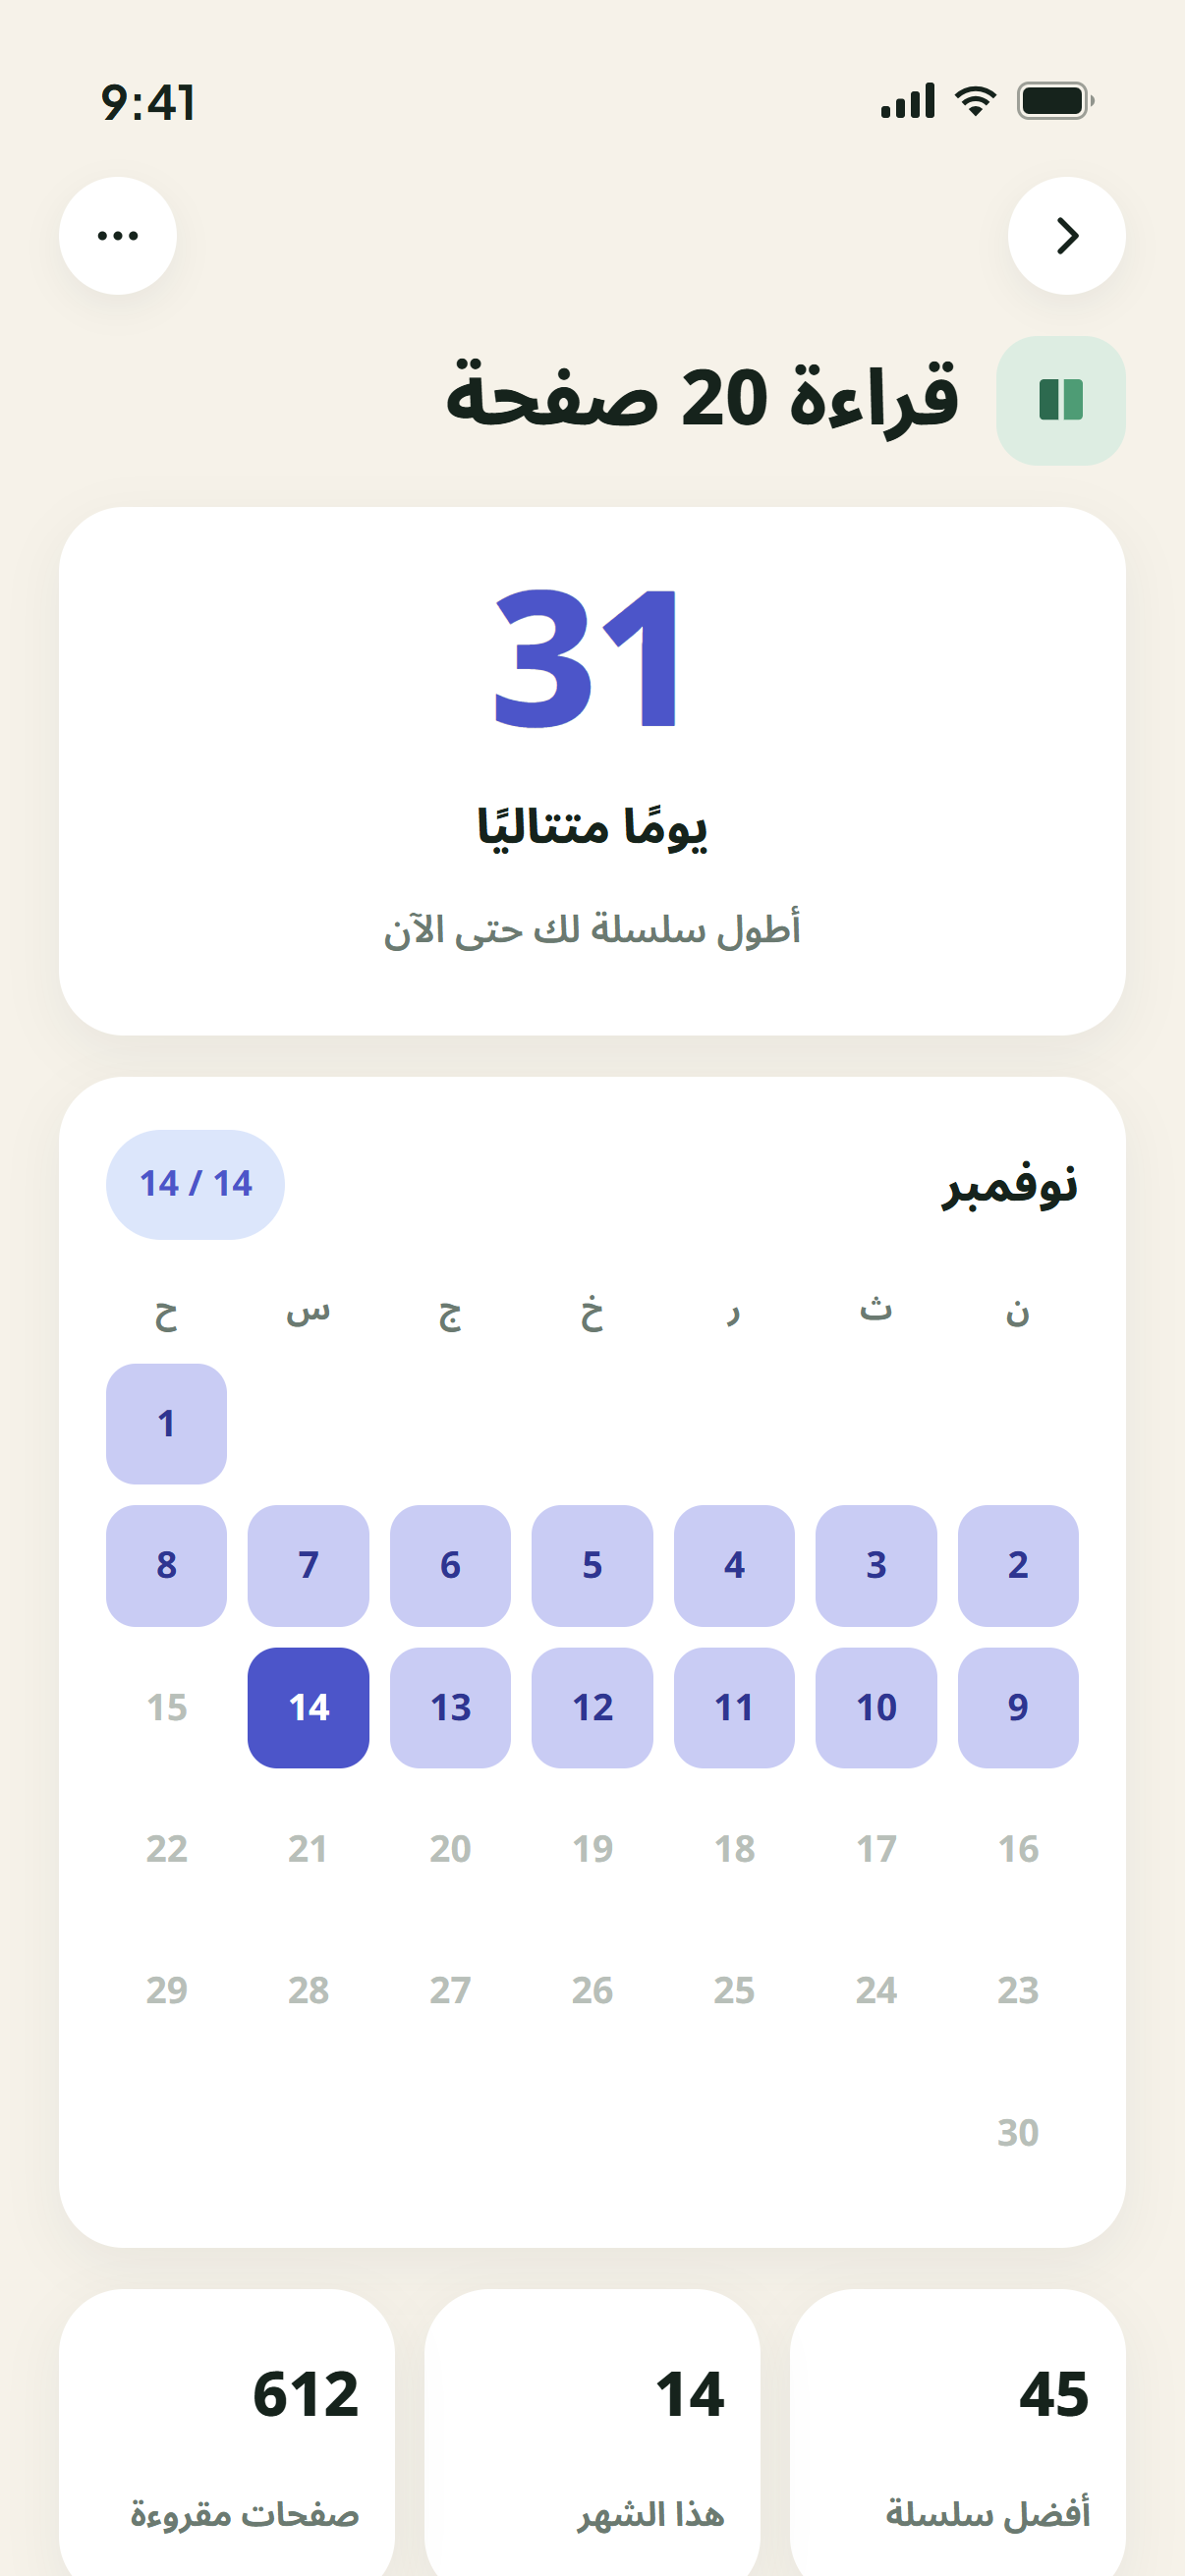 9:41
قراءة 20 صفحة
31
يومًا متتاليًا
أطول سلسلة لك حتى الآن
نوفمبر
14 / 14
ن ث ر خ ج س ح
1
2 3 4 5 6 7 8
9 10 11 12 13 14 15
16 17 18 19 20 21 22
23 24 25 26 27 28 29
30
45 14 612
أفضل سلسلة هذا الشهر صفحات مقروءة